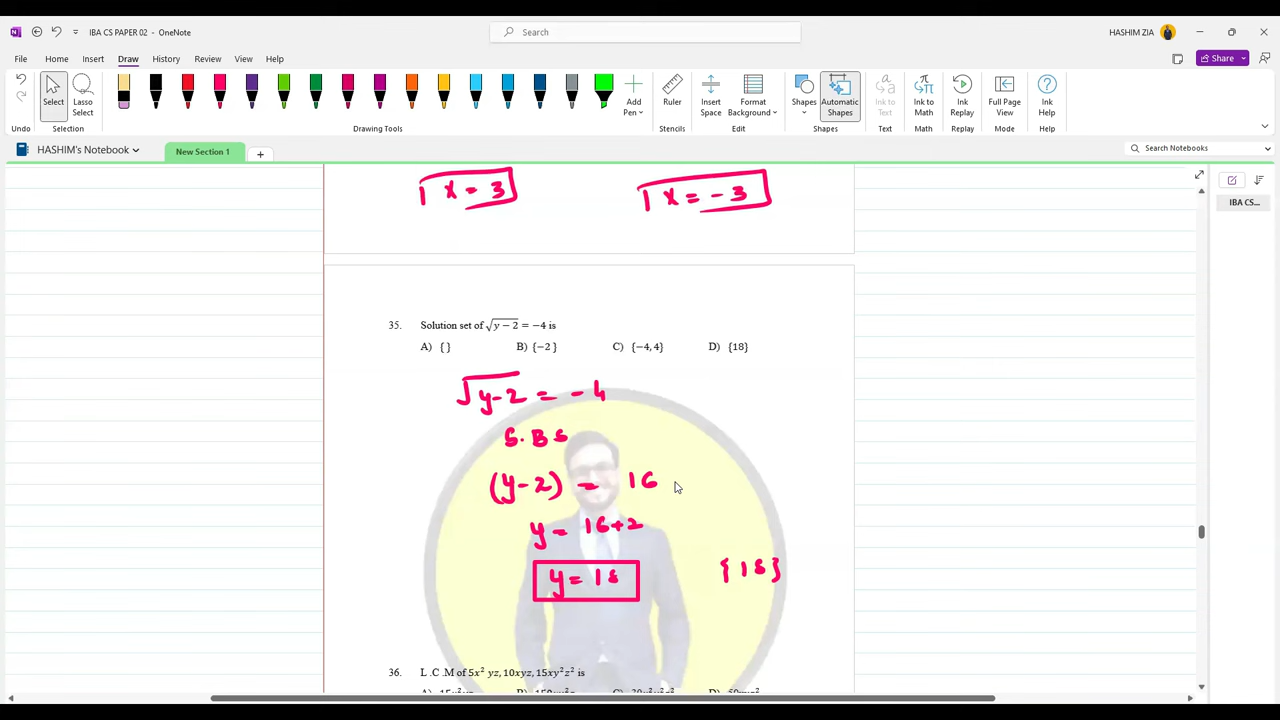 IBA CS PAPER 02 - OneNote
Search
HASHIM ZIA
File Home Insert Draw History Review View Help
Share
Select
Lasso Select
Add Pen
Ruler
Insert Space
Format Background
Shapes
Automatic Shapes
Ink to Text
Ink to Math
Ink Replay
Full Page View
Ink Help
Undo Selection Drawing Tools Stencils Edit Shapes Text Math Replay Mode Help
HASHIM's Notebook
New Section 1
+
Search Notebooks
IBA CS...
x = 3 x = -3
35. Solution set of √y − 2 = −4 is
A) { } B) {−2 } C) {−4, 4} D) {18}
√y-2 = -4
S.BS
(y-2) = 16
y = 16+2
y = 18
{18}
36. L .C .M of 5x² yz, 10xyz, 15xy²z² is